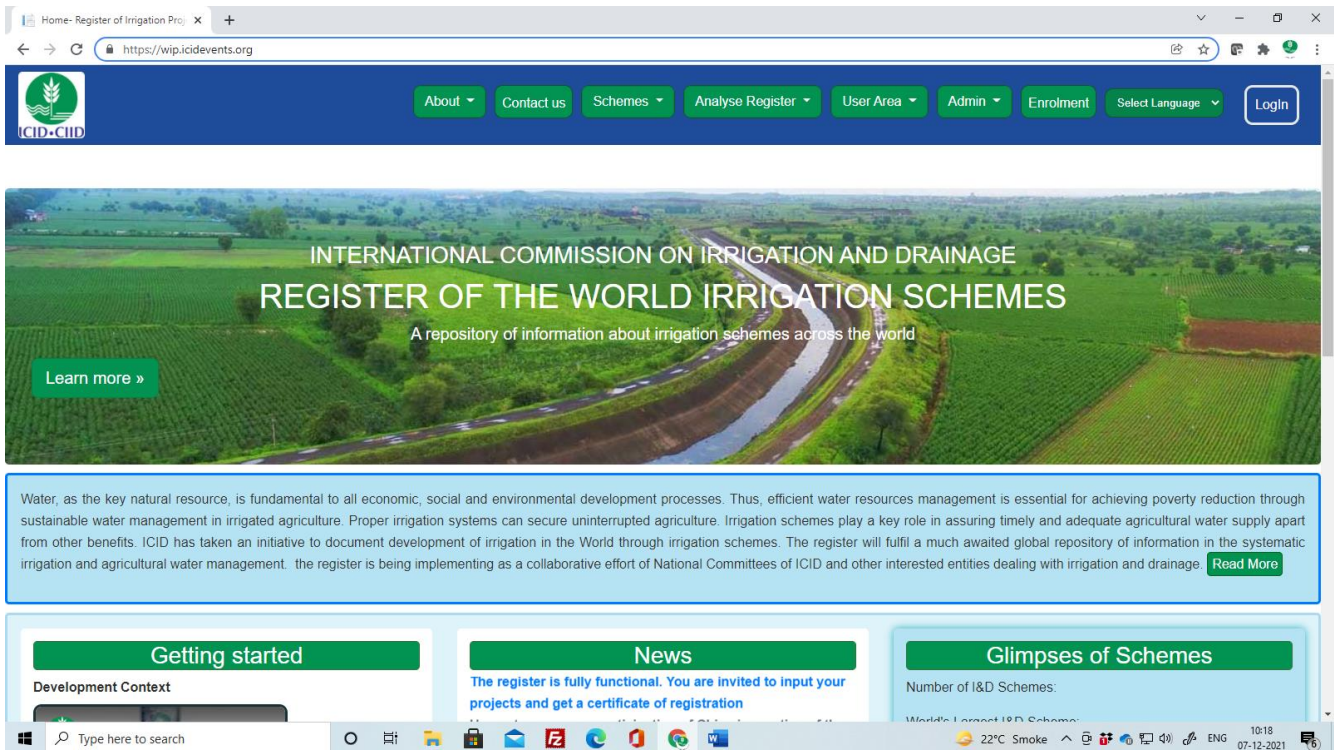 Home- Register of Irrigation Proj
https://wip.icidevents.org
ICID•CIID
About
Contact us
Schemes
Analyse Register
User Area
Admin
Enrolment
Select Language
LogIn
INTERNATIONAL COMMISSION ON IRRIGATION AND DRAINAGE
REGISTER OF THE WORLD IRRIGATION SCHEMES
A repository of information about irrigation schemes across the world
Learn more »
Water, as the key natural resource, is fundamental to all economic, social and environmental development processes. Thus, efficient water resources management is essential for achieving poverty reduction through
sustainable water management in irrigated agriculture. Proper irrigation systems can secure uninterrupted agriculture. Irrigation schemes play a key role in assuring timely and adequate agricultural water supply apart
from other benefits. ICID has taken an initiative to document development of irrigation in the World through irrigation schemes. The register will fulfil a much awaited global repository of information in the systematic
irrigation and agricultural water management. the register is being implementing as a collaborative effort of National Committees of ICID and other interested entities dealing with irrigation and drainage. Read More
Getting started
Development Context
News
The register is fully functional. You are invited to input your
projects and get a certificate of registration
Glimpses of Schemes
Number of I&D Schemes:
World's Largest I&D Scheme:
Type here to search
22°C Smoke
ENG
10:18
07-12-2021
6